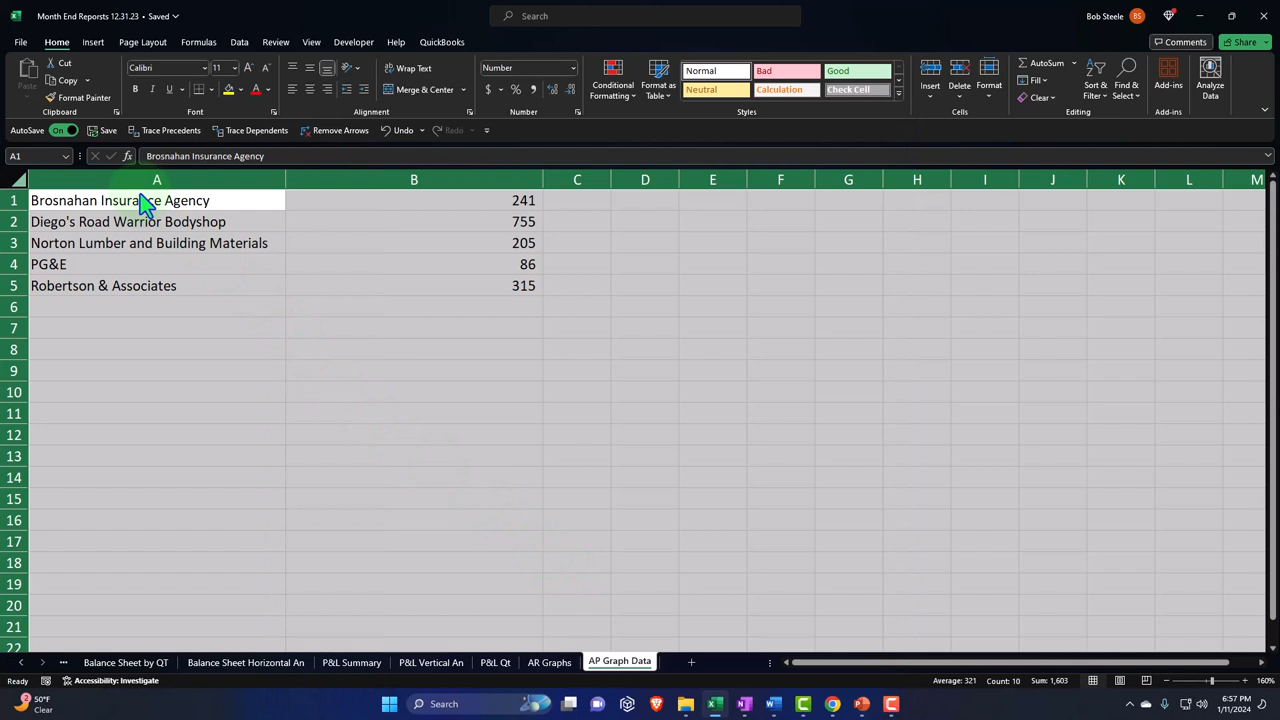 Month End Reporsts 12.31.23 • Saved
Search
Bob Steele BS
File Home Insert Page Layout Formulas Data Review View Developer Help QuickBooks
Comments Share
Paste Cut Copy Format Painter
Clipboard
Calibri 11
Font
Wrap Text
Merge & Center
Alignment
Number
Number
Conditional Formatting
Format as Table
Normal Bad Good
Neutral Calculation Check Cell
Styles
Insert Delete Format
Cells
AutoSum
Fill
Clear
Sort & Filter
Find & Select
Editing
Add-ins
Add-ins
Analyze Data
AutoSave On Save Trace Precedents Trace Dependents Remove Arrows Undo Redo
A1 fx Brosnahan Insurance Agency
A B C D E F G H I J K L M
1 Brosnahan Insurance Agency 241
2 Diego's Road Warrior Bodyshop 755
3 Norton Lumber and Building Materials 205
4 PG&E 86
5 Robertson & Associates 315
6
7
8
9
10
11
12
13
14
15
16
17
18
19
20
21
22
Balance Sheet by QT Balance Sheet Horizontal An P&L Summary P&L Vertical An P&L Qt AR Graphs AP Graph Data
Ready Accessibility: Investigate Average: 321 Count: 10 Sum: 1,603 160%
2 50°F
Clear
Search
6:57 PM
1/11/2024